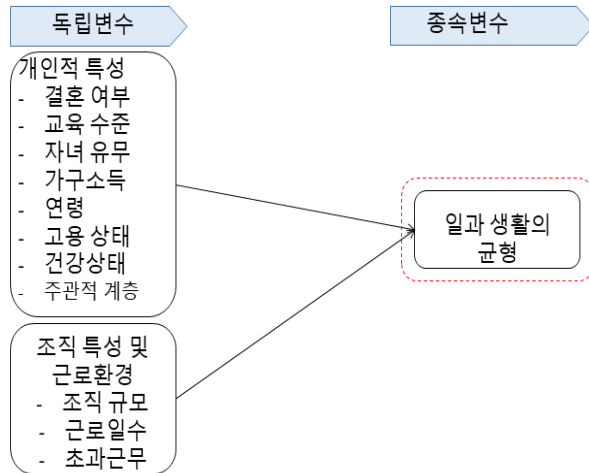 독립변수
종속변수
개인적 특성
- 결혼 여부
- 교육 수준
- 자녀 유무
- 가구소득
- 연령
- 고용 상태
- 건강상태
- 주관적 계층
조직 특성 및
근로환경
- 조직 규모
- 근로일수
- 초과근무
일과 생활의
균형